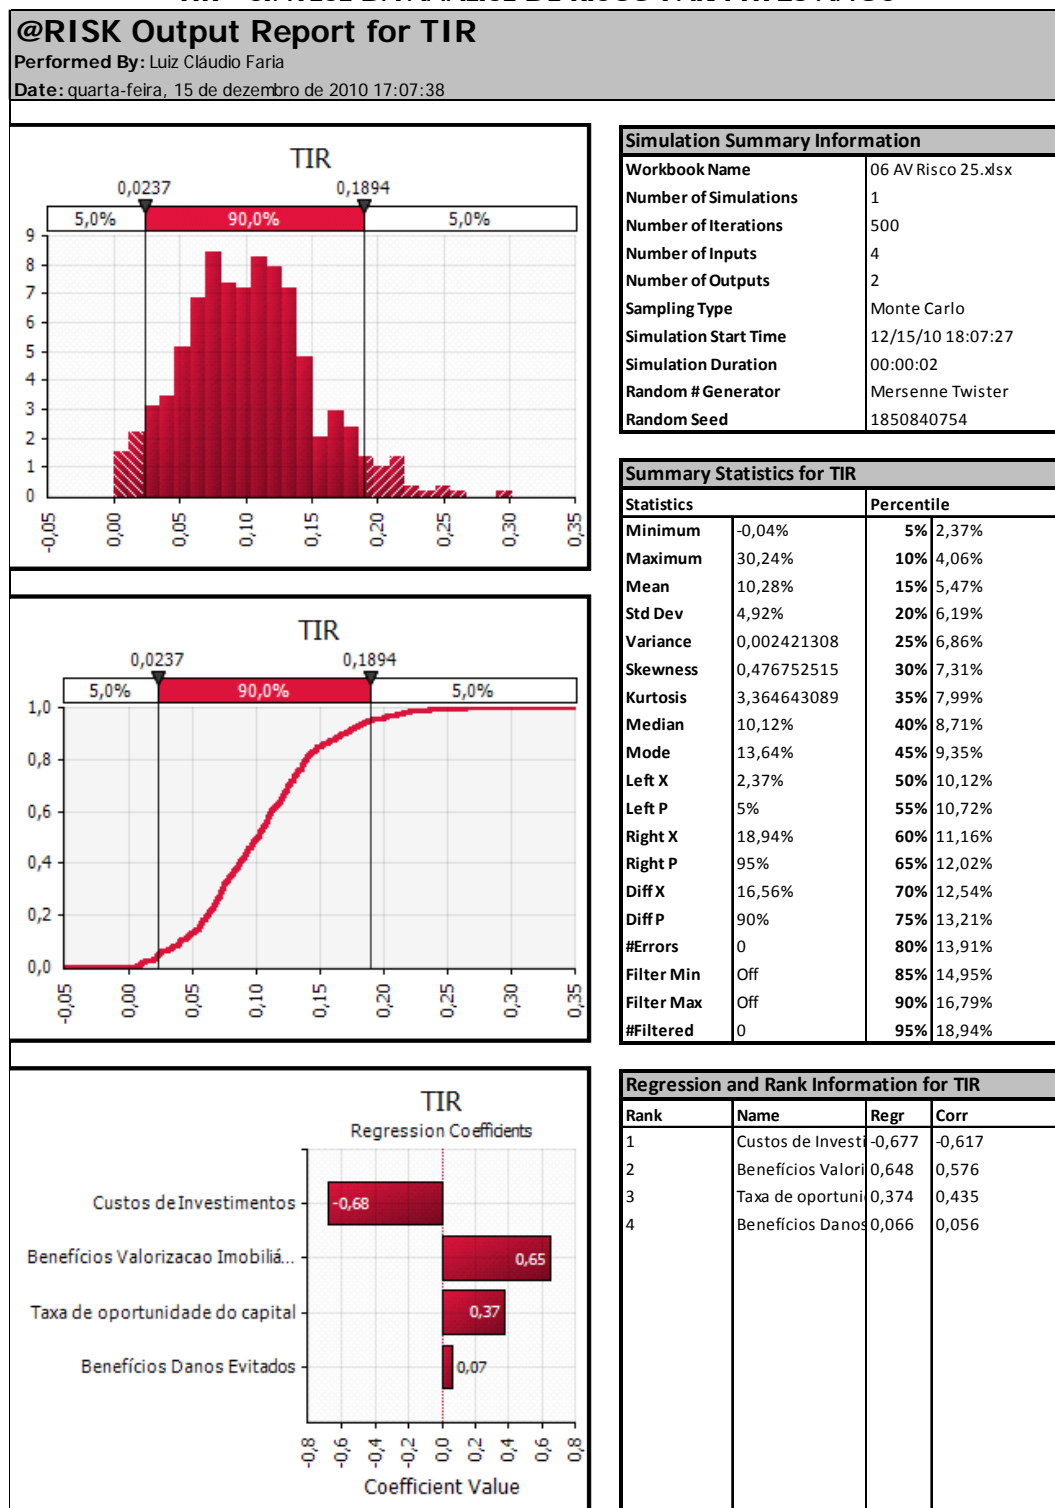 @RISK Output Report for TIR
Performed By: Luiz Cláudio Faria
Date: quarta-feira, 15 de dezembro de 2010 17:07:38
TIR
0,0237 0,1894
5,0% 90,0% 5,0%
9
8
7
6
5
4
3
2
1
0
-0,05 0,00 0,05 0,10 0,15 0,20 0,25 0,30 0,35
Simulation Summary Information
Workbook Name 06 AV Risco 25.xlsx
Number of Simulations 1
Number of Iterations 500
Number of Inputs 4
Number of Outputs 2
Sampling Type Monte Carlo
Simulation Start Time 12/15/10 18:07:27
Simulation Duration 00:00:02
Random # Generator Mersenne Twister
Random Seed 1850840754
TIR
0,0237 0,1894
5,0% 90,0% 5,0%
1,0
0,8
0,6
0,4
0,2
0,0
-0,05 0,00 0,05 0,10 0,15 0,20 0,25 0,30 0,35
Summary Statistics for TIR
Statistics Percentile
Minimum -0,04% 5% 2,37%
Maximum 30,24% 10% 4,06%
Mean 10,28% 15% 5,47%
Std Dev 4,92% 20% 6,19%
Variance 0,002421308 25% 6,86%
Skewness 0,476752515 30% 7,31%
Kurtosis 3,364643089 35% 7,99%
Median 10,12% 40% 8,71%
Mode 13,64% 45% 9,35%
Left X 2,37% 50% 10,12%
Left P 5% 55% 10,72%
Right X 18,94% 60% 11,16%
Right P 95% 65% 12,02%
Diff X 16,56% 70% 12,54%
Diff P 90% 75% 13,21%
#Errors 0 80% 13,91%
Filter Min Off 85% 14,95%
Filter Max Off 90% 16,79%
#Filtered 0 95% 18,94%
TIR
Regression Coefficients
Custos de Investimentos -0,68
Benefícios Valorizacao Imobiliá... 0,65
Taxa de oportunidade do capital 0,37
Benefícios Danos Evitados 0,07
-0,8 -0,6 -0,4 -0,2 0,0 0,2 0,4 0,6 0,8
Coefficient Value
Regression and Rank Information for TIR
Rank Name Regr Corr
1 Custos de Investi -0,677 -0,617
2 Benefícios Valori 0,648 0,576
3 Taxa de oportuni 0,374 0,435
4 Benefícios Danos 0,066 0,056